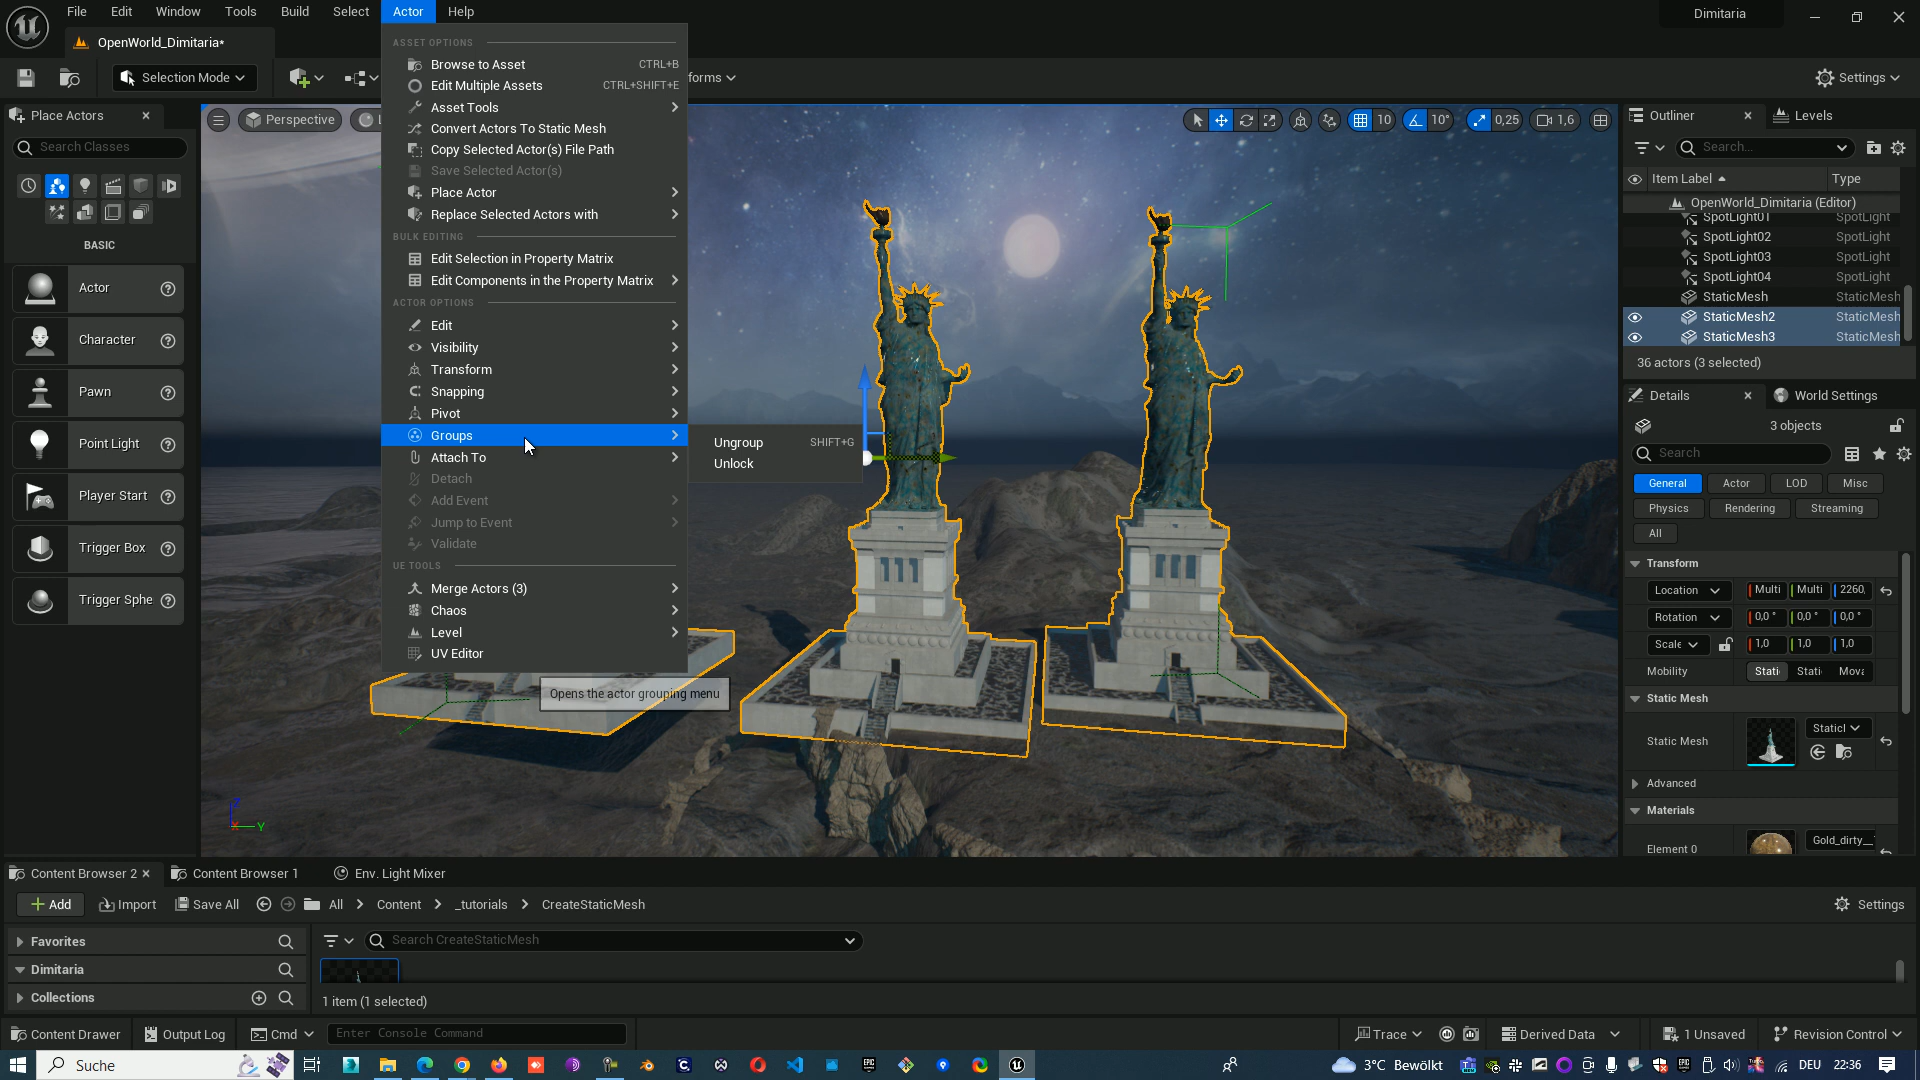 File Edit Window Tools Build Select Actor Help
Dimitaria
OpenWorld_Dimitaria*
Selection Mode
forms
Settings
ASSET OPTIONS
Browse to Asset CTRL+B
Edit Multiple Assets CTRL+SHIFT+E
Asset Tools
Convert Actors To Static Mesh
Copy Selected Actor(s) File Path
Save Selected Actor(s)
Place Actor
Replace Selected Actors with
BULK EDITING
Edit Selection in Property Matrix
Edit Components in the Property Matrix
ACTOR OPTIONS
Edit
Visibility
Transform
Snapping
Pivot
Groups
Attach To
Detach
Add Event
Jump to Event
Validate
UE TOOLS
Merge Actors (3)
Chaos
Level
UV Editor
Ungroup SHIFT+G
Unlock
Opens the actor grouping menu
Place Actors
Search Classes
BASIC
Actor
Character
Pawn
Point Light
Player Start
Trigger Box
Trigger Sphe
Perspective
10 10° 0,25 1,6
Z
X
Y
Outliner Levels
Search...
Item Label Type
OpenWorld_Dimitaria (Editor)
SpotLight01 SpotLight
SpotLight02 SpotLight
SpotLight03 SpotLight
SpotLight04 SpotLight
StaticMesh StaticMesh
StaticMesh2 StaticMesh
StaticMesh3 StaticMesh
36 actors (3 selected)
Details World Settings
3 objects
Search
General Actor LOD Misc
Physics Rendering Streaming
All
Transform
Location Multi Multi 2260,
Rotation 0,0 ° 0,0 ° 0,0 °
Scale 1,0 1,0 1,0
Mobility Stati Stati Mova
Static Mesh
Static Mesh StaticI
Advanced
Materials
Element 0 Gold_dirty__
Content Browser 2 Content Browser 1 Env. Light Mixer
Add Import Save All All Content _tutorials CreateStaticMesh Settings
Favorites
Dimitaria
Collections
Search CreateStaticMesh
1 item (1 selected)
Content Drawer Output Log Cmd Enter Console Command Trace Derived Data 1 Unsaved Revision Control
Suche
3°C Bewölkt DEU 22:36